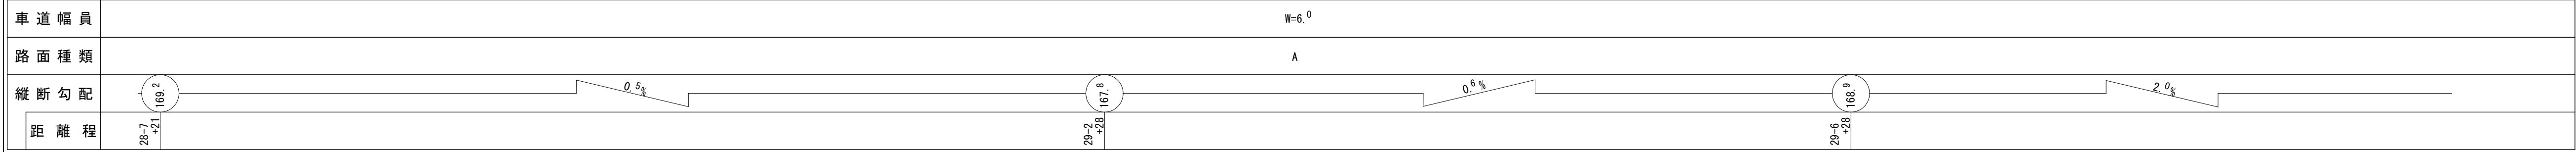 車道幅員 W=6.0
路面種類 A
縦断勾配 169.2 0.5% 167.8 0.6% 168.9 2.0%
距離程 28-7 +21 29-2 +28 29-6 +28